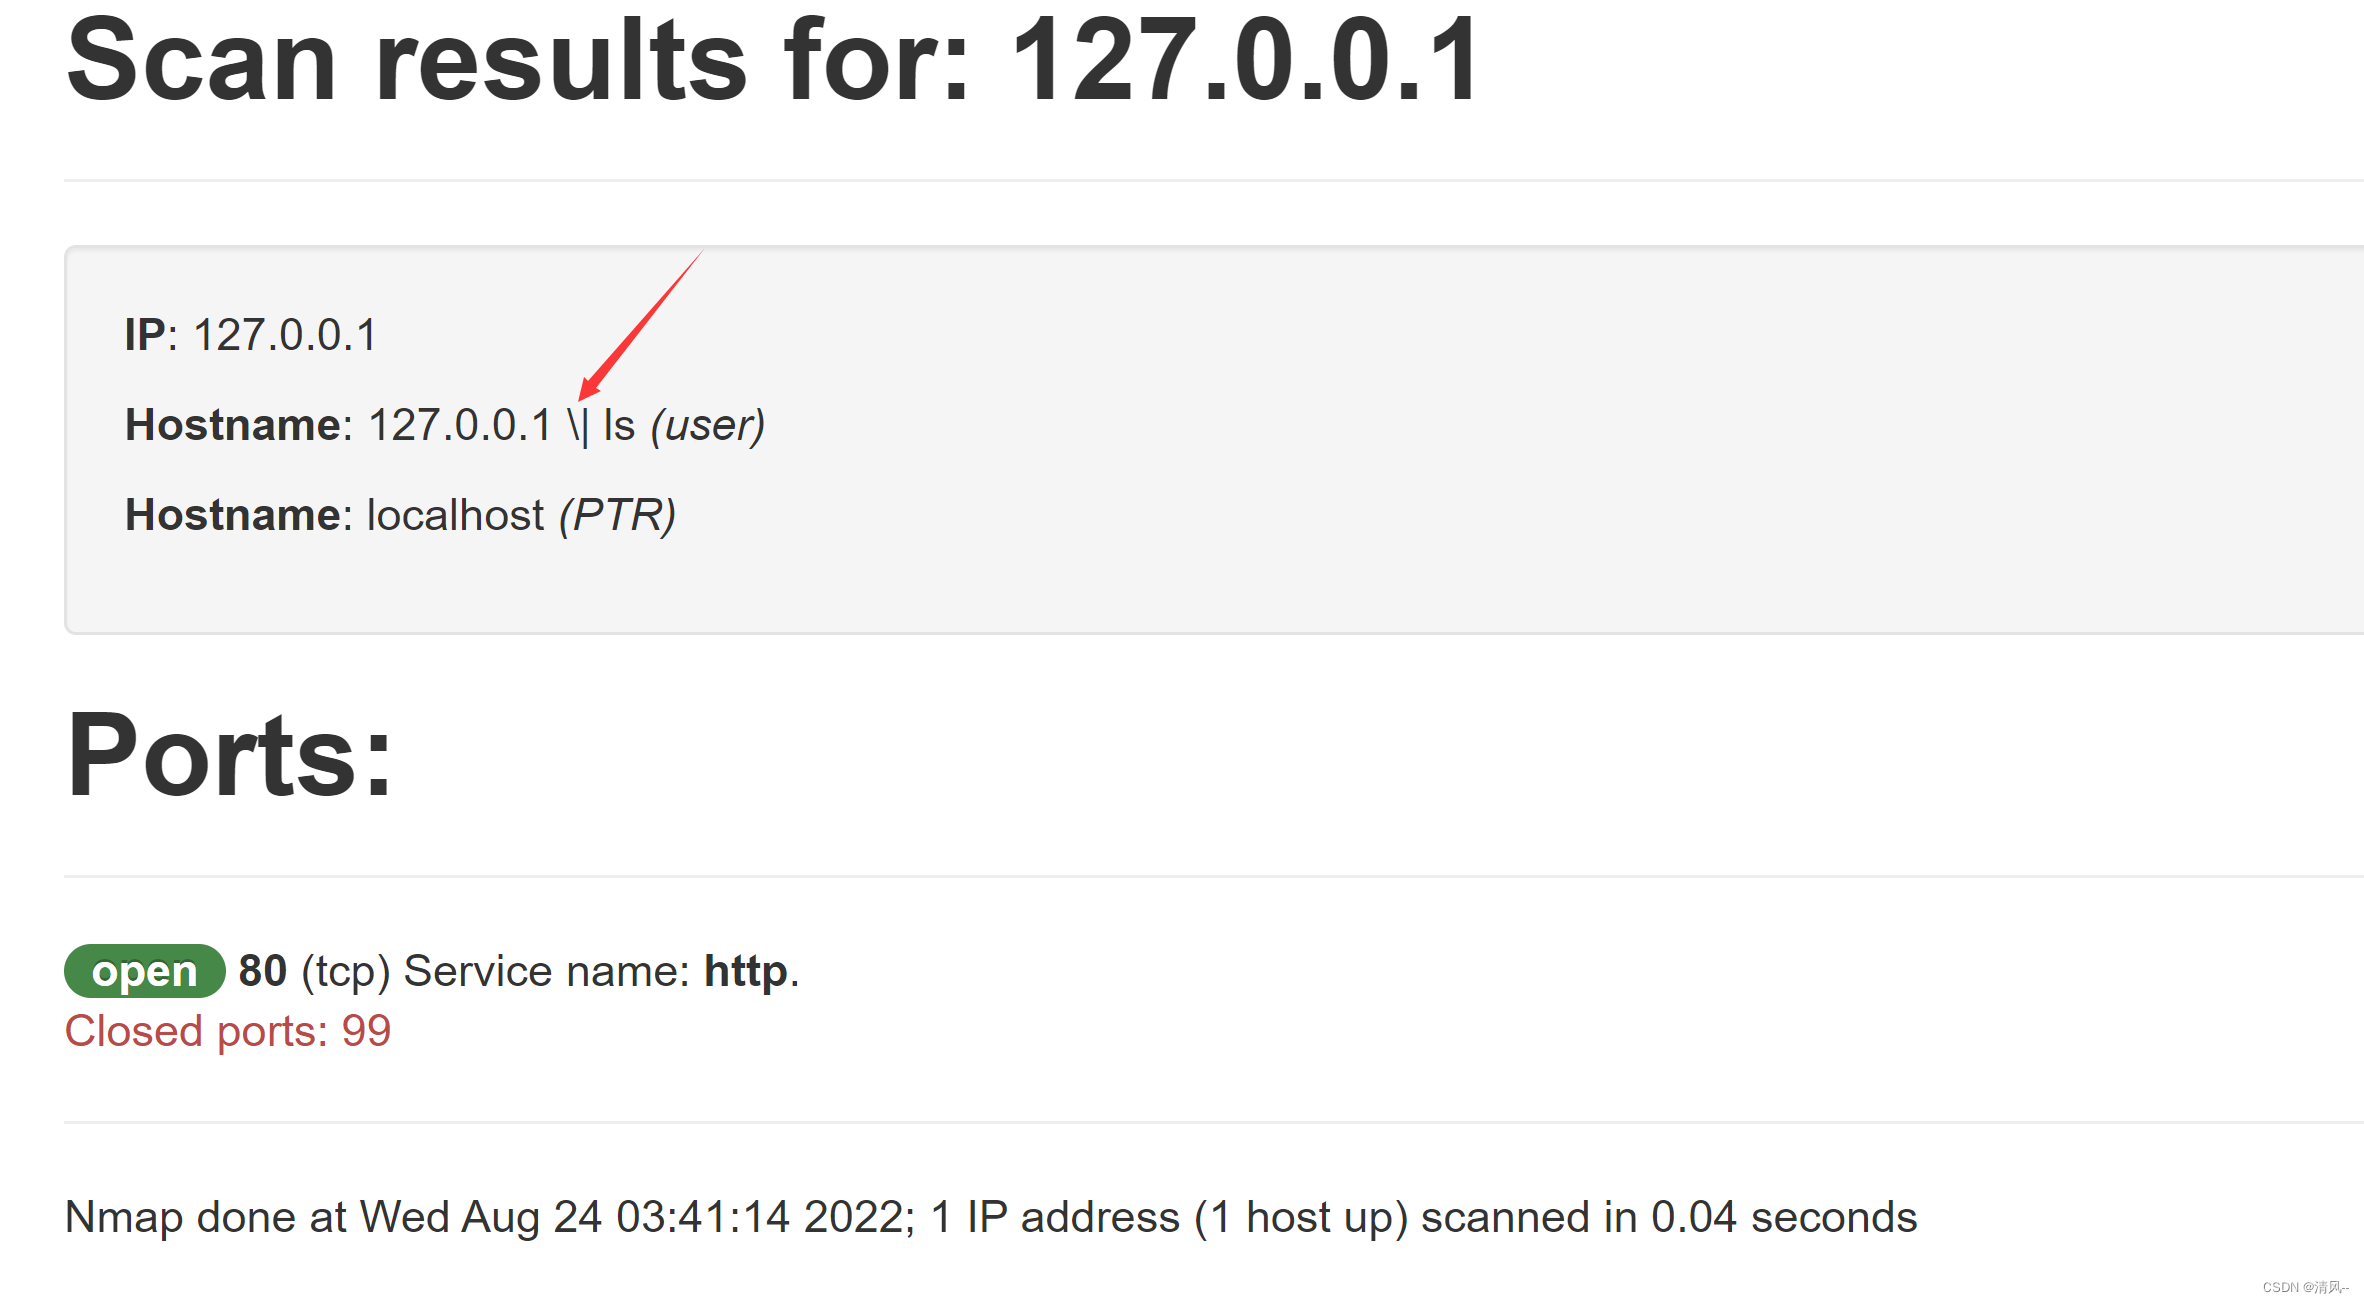 Scan results for: 127.0.0.1
IP: 127.0.0.1
Hostname: 127.0.0.1 \| ls (user)
Hostname: localhost (PTR)
Ports:
open 80 (tcp) Service name: http.
Closed ports: 99
Nmap done at Wed Aug 24 03:41:14 2022; 1 IP address (1 host up) scanned in 0.04 seconds
CSDN @清风--